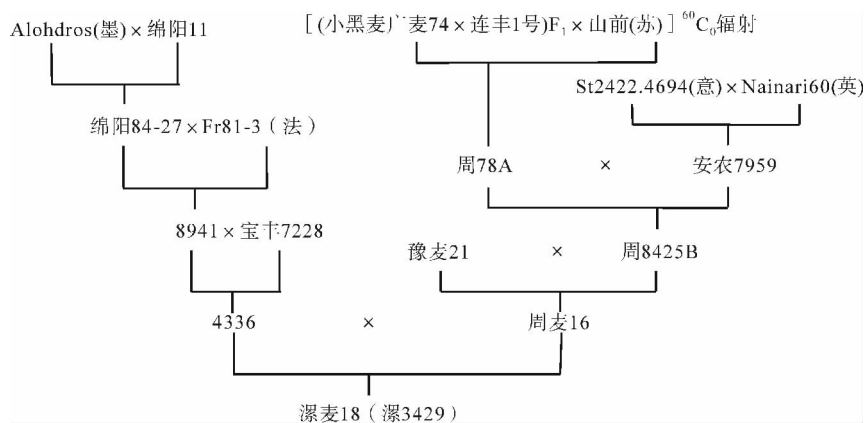 Alohdros(墨)×绵阳11
[(小黑麦广麦74×连丰1号)F₁×山前(苏)]⁶⁰C₀辐射
St2422.4694(意)×Nainari60(英)
绵阳84-27×Fr81-3(法)
周78A × 安农7959
8941×宝丰7228
豫麦21 × 周8425B
4336 × 周麦16
漯麦18(漯3429)